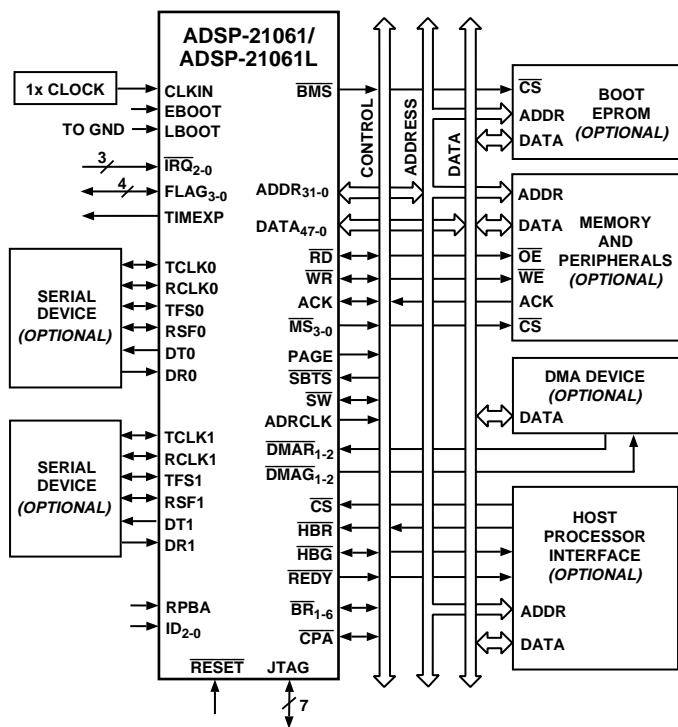 ADSP-21061/
ADSP-21061L
1x CLOCK
CLKIN
EBOOT
TO GND
LBOOT
3
IRQ2-0
4
FLAG3-0
TIMEXP
SERIAL
DEVICE
(OPTIONAL)
TCLK0
RCLK0
TFS0
RSF0
DT0
DR0
SERIAL
DEVICE
(OPTIONAL)
TCLK1
RCLK1
TFS1
RSF1
DT1
DR1
RPBA
ID2-0
RESET
JTAG
7
BMS
ADDR31-0
DATA47-0
RD
WR
ACK
MS3-0
PAGE
SBTS
SW
ADRCLK
DMAR1-2
DMAG1-2
CS
HBR
HBG
REDY
BR1-6
CPA
CONTROL
ADDRESS
DATA
CS
ADDR
DATA
BOOT
EPROM
(OPTIONAL)
ADDR
DATA
OE
WE
ACK
CS
MEMORY
AND
PERIPHERALS
(OPTIONAL)
DMA DEVICE
(OPTIONAL)
DATA
HOST
PROCESSOR
INTERFACE
(OPTIONAL)
ADDR
DATA